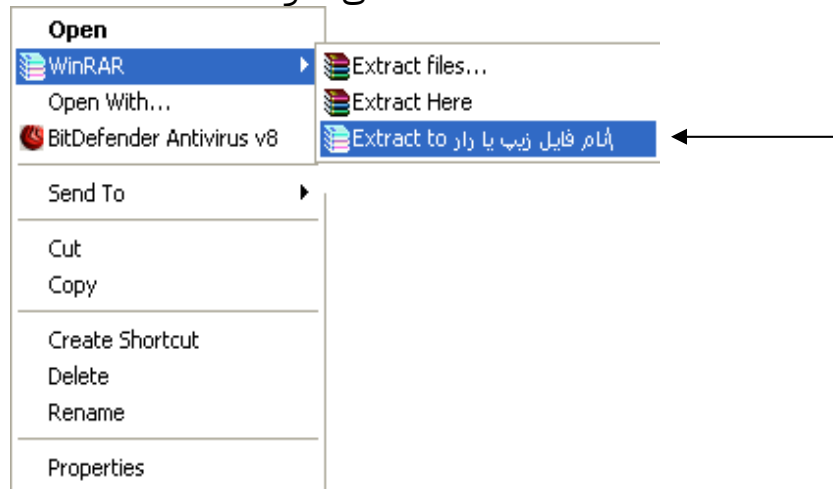 Open
WinRAR
Extract files...
Extract Here
Extract to نام فایل زیپ یا رار\
Open With...
BitDefender Antivirus v8
Send To
Cut
Copy
Create Shortcut
Delete
Rename
Properties